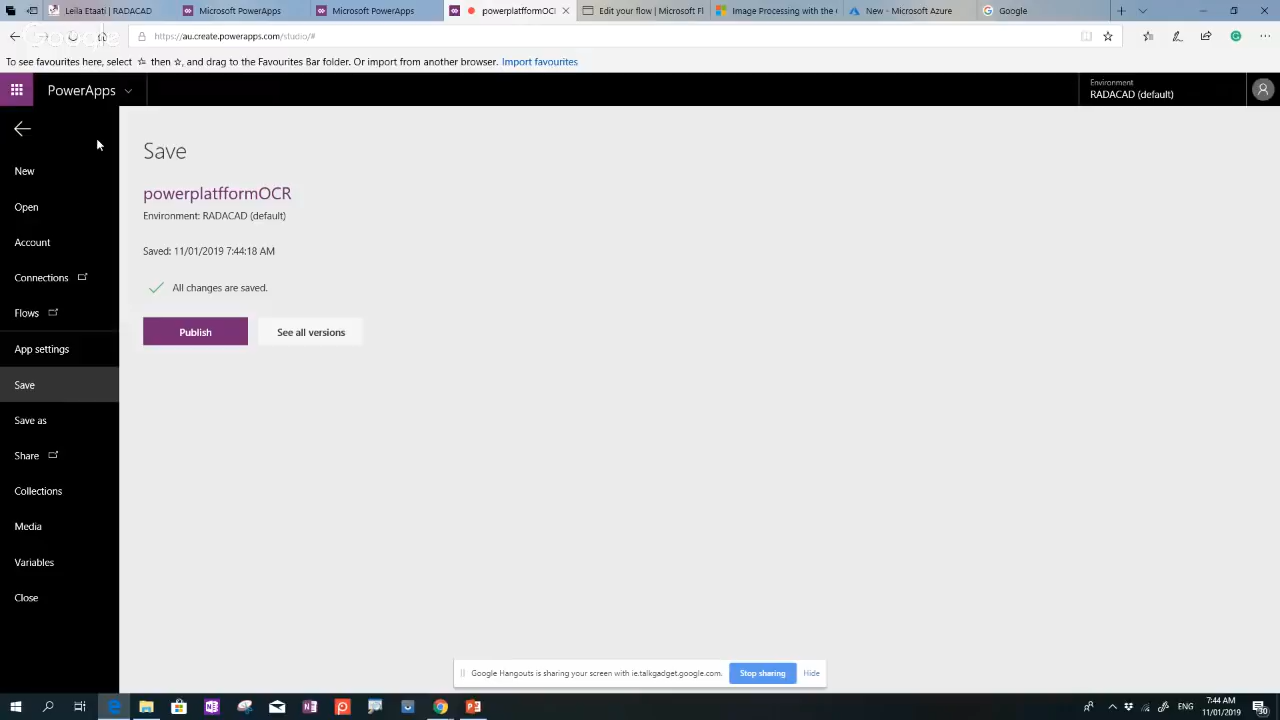 Leila Etaati | RADACAD
Microsoft PowerApps
Microsoft PowerApps
powerplatfformOCI
Edit your flow | Microsoft Fl
Image Processing with the
New - Microsoft Azure
Google
https://au.create.powerapps.com/studio/#
To see favourites here, select ☆ then ☆, and drag to the Favourites Bar folder. Or import from another browser. Import favourites
PowerApps
Environment
RADACAD (default)
New
Open
Account
Connections
Flows
App settings
Save
Save as
Share
Collections
Media
Variables
Close
Save
powerplatfformOCR
Environment: RADACAD (default)
Saved: 11/01/2019 7:44:18 AM
All changes are saved.
Publish
See all versions
Google Hangouts is sharing your screen with ie.talkgadget.google.com.
Stop sharing
Hide
ENG
7:44 AM
11/01/2019
30